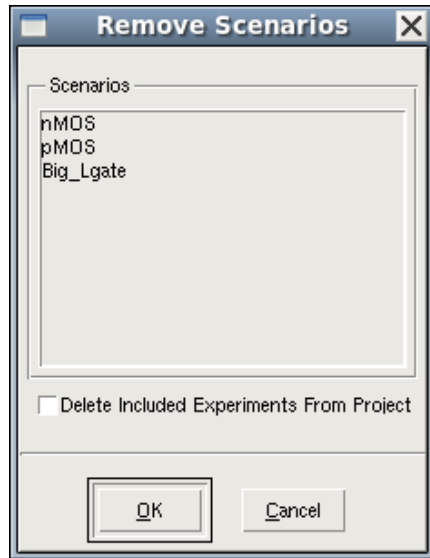 Remove Scenarios
Scenarios
nMOS
pMOS
Big_Lgate
Delete Included Experiments From Project
OK
Cancel